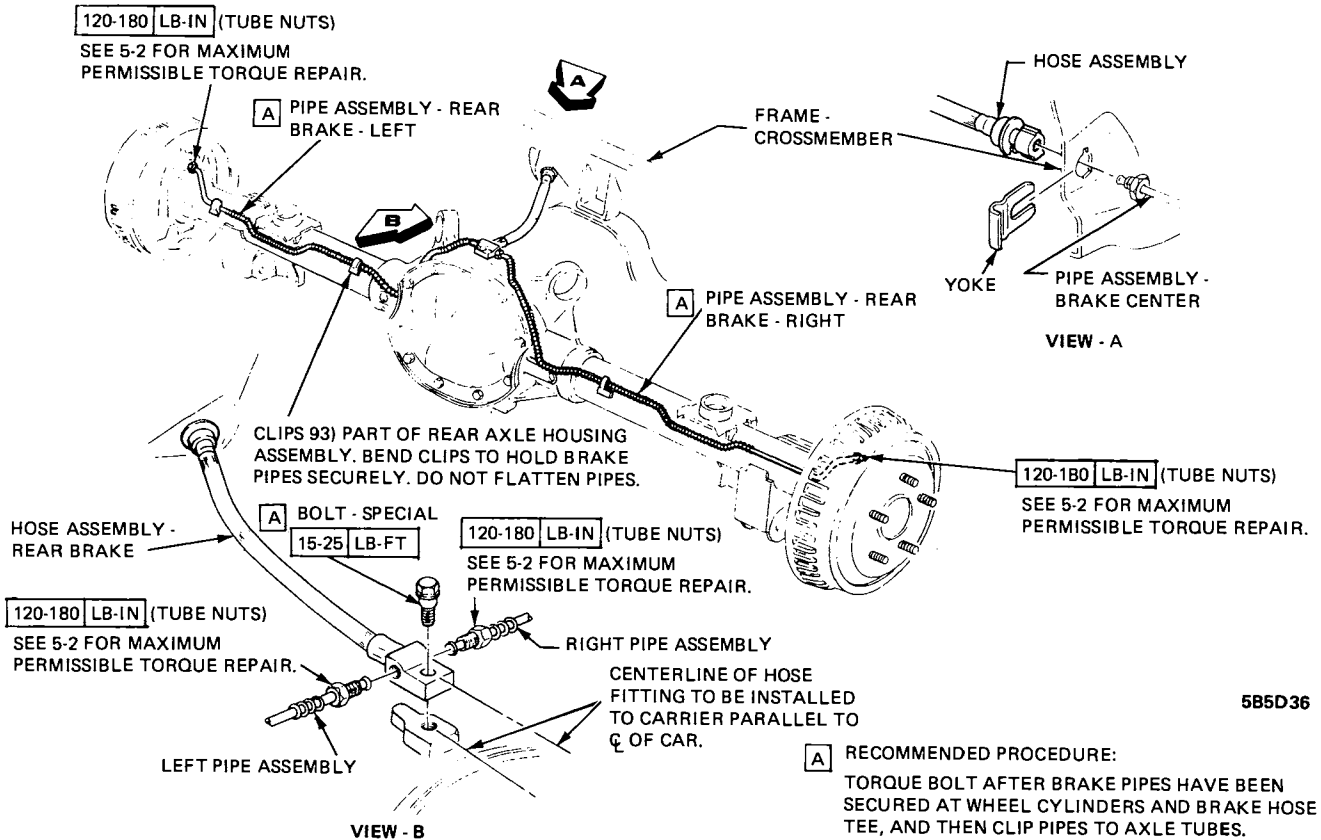 120-180 LB-IN (TUBE NUTS)
SEE 5-2 FOR MAXIMUM
PERMISSIBLE TORQUE REPAIR.
A PIPE ASSEMBLY - REAR
BRAKE - LEFT
A
B
FRAME -
CROSSMEMBER
HOSE ASSEMBLY
YOKE
PIPE ASSEMBLY -
BRAKE CENTER
VIEW - A
A PIPE ASSEMBLY - REAR
BRAKE - RIGHT
CLIPS 93) PART OF REAR AXLE HOUSING
ASSEMBLY. BEND CLIPS TO HOLD BRAKE
PIPES SECURELY. DO NOT FLATTEN PIPES.
120-180 LB-IN (TUBE NUTS)
SEE 5-2 FOR MAXIMUM
PERMISSIBLE TORQUE REPAIR.
HOSE ASSEMBLY -
REAR BRAKE
A BOLT - SPECIAL
15-25 LB-FT
120-180 LB-IN (TUBE NUTS)
SEE 5-2 FOR MAXIMUM
PERMISSIBLE TORQUE REPAIR.
120-180 LB-IN (TUBE NUTS)
SEE 5-2 FOR MAXIMUM
PERMISSIBLE TORQUE REPAIR.
RIGHT PIPE ASSEMBLY
CENTERLINE OF HOSE
FITTING TO BE INSTALLED
TO CARRIER PARALLEL TO
℄ OF CAR.
LEFT PIPE ASSEMBLY
VIEW - B
5B5D36
A RECOMMENDED PROCEDURE:
TORQUE BOLT AFTER BRAKE PIPES HAVE BEEN
SECURED AT WHEEL CYLINDERS AND BRAKE HOSE
TEE, AND THEN CLIP PIPES TO AXLE TUBES.